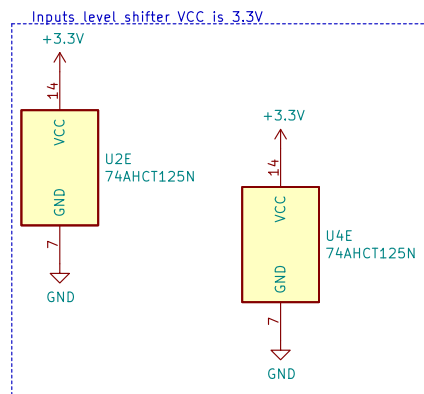 Inputs level shifter VCC is 3.3V
+3.3V
14
VCC
U2E
74AHCT125N
GND
7
GND
+3.3V
14
VCC
U4E
74AHCT125N
GND
7
GND